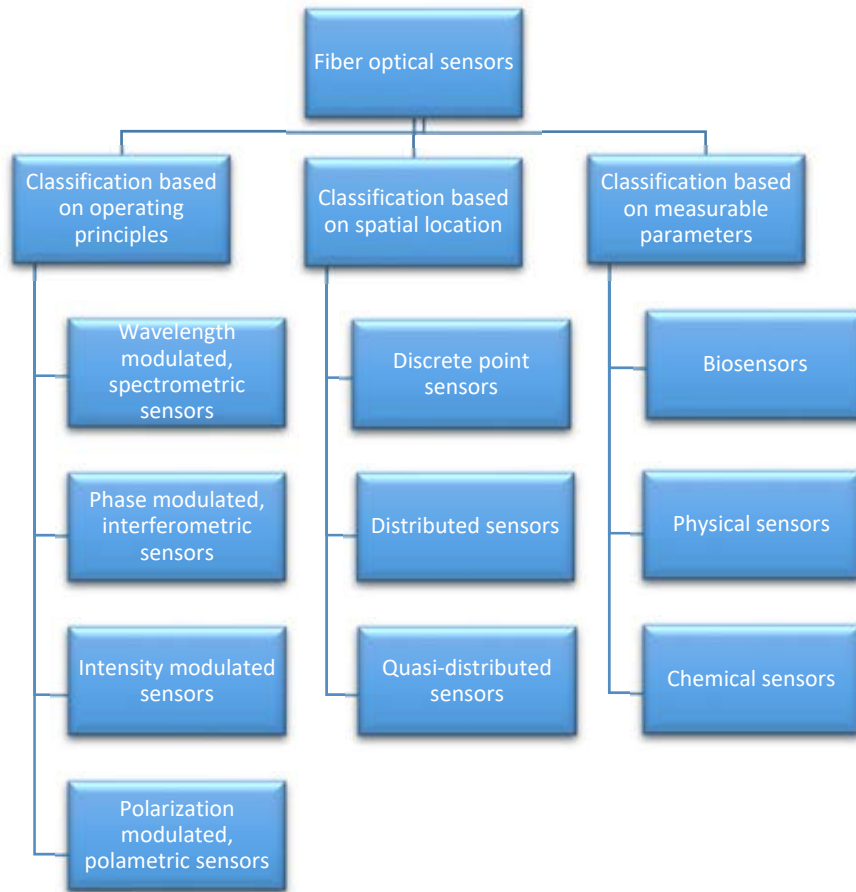 Fiber optical sensors
Classification based
on operating
principles
Classification based
on spatial location
Classification based
on measurable
parameters
Wavelength
modulated,
spectrometric
sensors
Discrete point
sensors
Biosensors
Phase modulated,
interferometric
sensors
Distributed sensors
Physical sensors
Intensity modulated
sensors
Quasi-distributed
sensors
Chemical sensors
Polarization
modulated,
polametric sensors